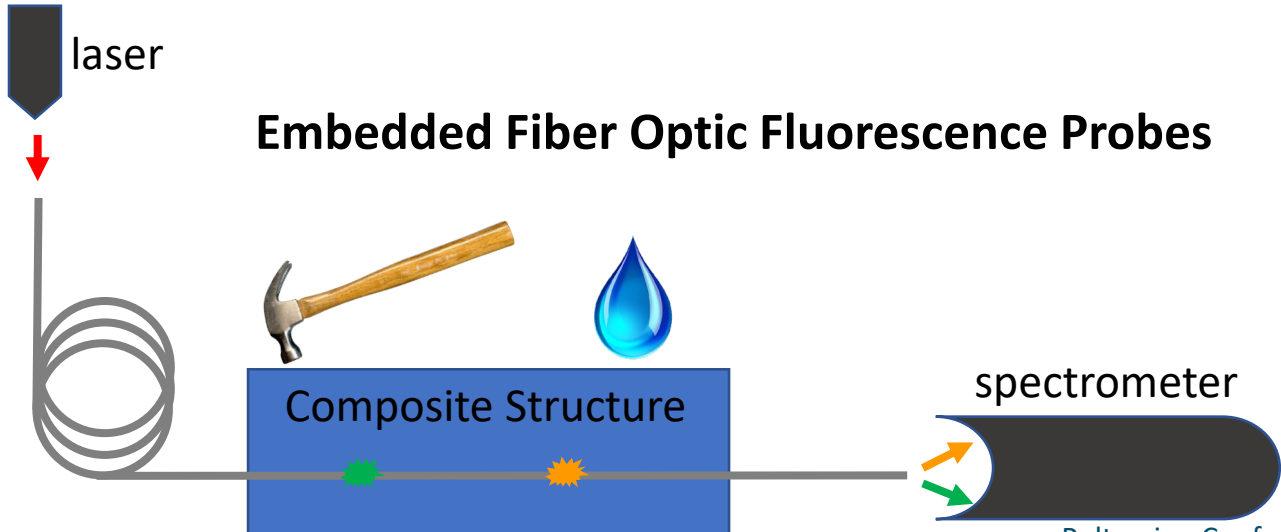 laser
Embedded Fiber Optic Fluorescence Probes
Composite Structure
spectrometer